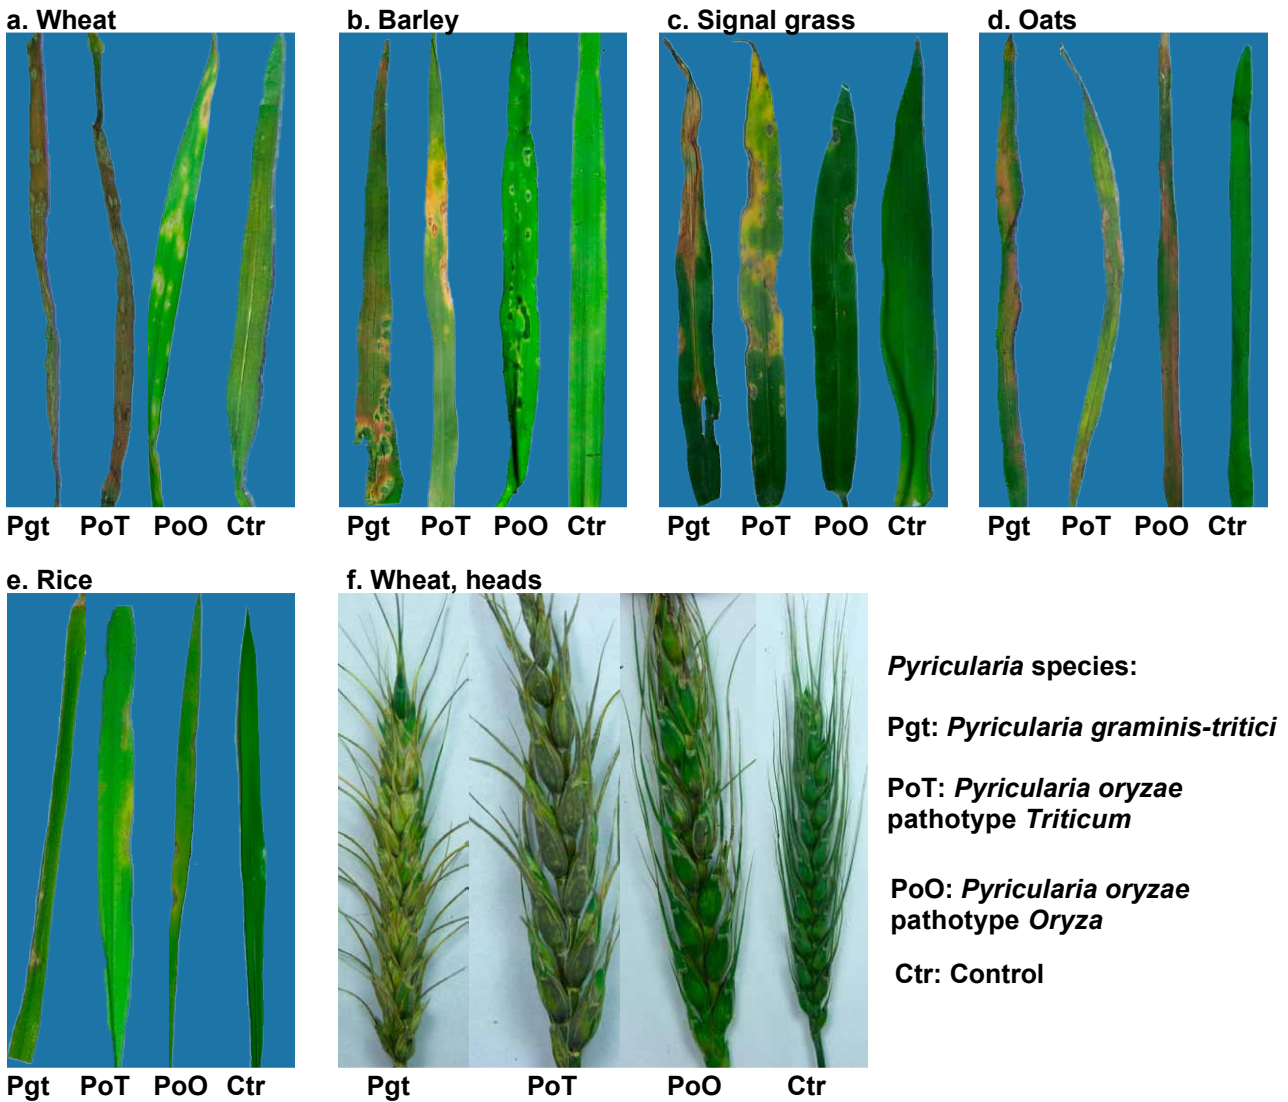 a. Wheat
b. Barley
c. Signal grass
d. Oats
Pgt PoT PoO Ctr
Pgt PoT PoO Ctr
Pgt PoT PoO Ctr
Pgt PoT PoO Ctr
e. Rice
f. Wheat, heads
Pyricularia species:
Pgt: Pyricularia graminis-tritici
PoT: Pyricularia oryzae
pathotype Triticum
PoO: Pyricularia oryzae
pathotype Oryza
Ctr: Control
Pgt PoT PoO Ctr
Pgt PoT PoO Ctr